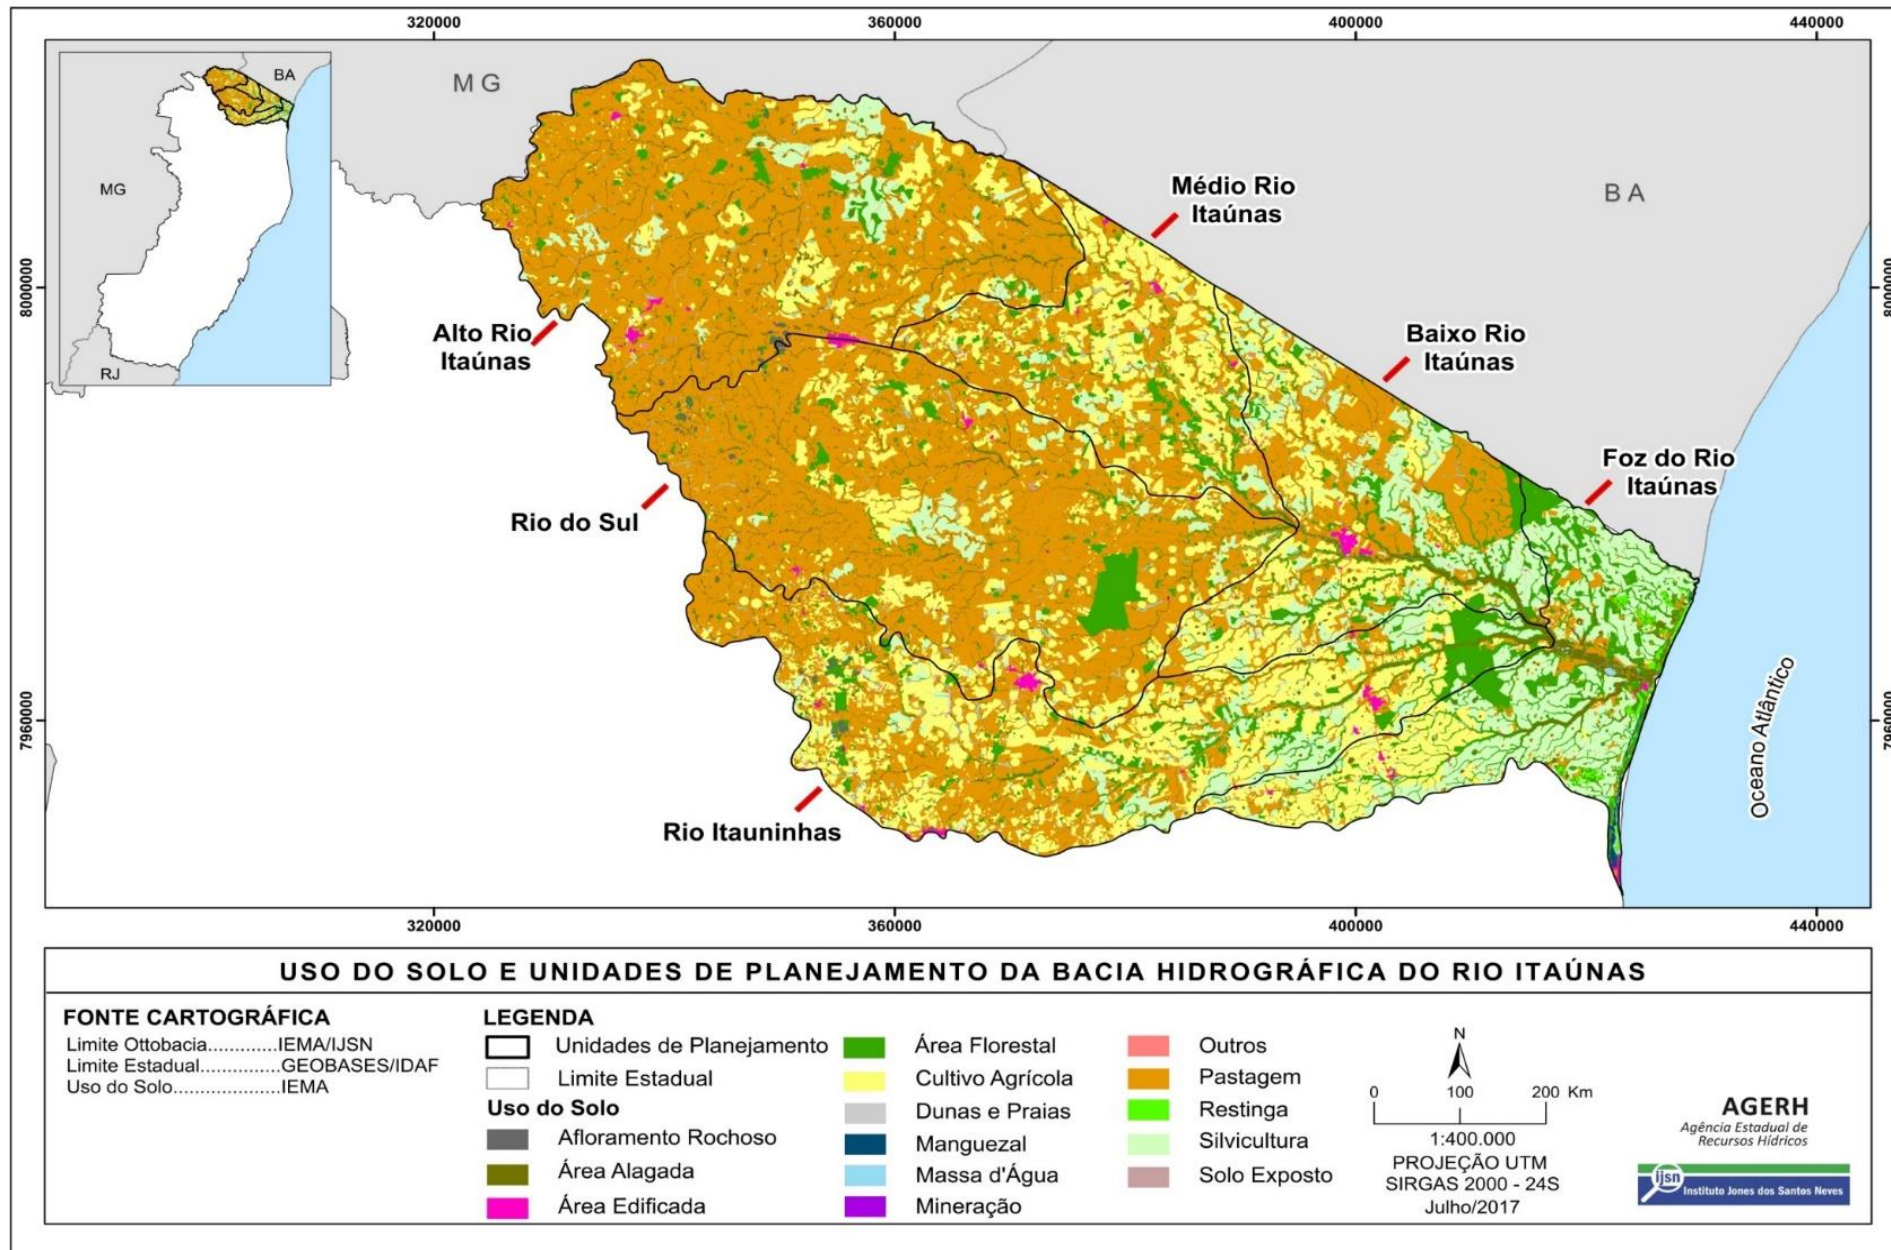 320000
360000
400000
440000
MG
BA
MG
RJ
BA
Médio Rio
Itaúnas
8000000
8000000
Alto Rio
Itaúnas
Baixo Rio
Itaúnas
Foz do Rio
Itaúnas
Rio do Sul
7960000
7960000
Oceano Atlântico
Rio Itauninhas
320000
360000
400000
440000
USO DO SOLO E UNIDADES DE PLANEJAMENTO DA BACIA HIDROGRÁFICA DO RIO ITAÚNAS
FONTE CARTOGRÁFICA
Limite Ottobacia.............IEMA/IJSN
Limite Estadual...............GEOBASES/IDAF
Uso do Solo....................IEMA
LEGENDA
Unidades de Planejamento
Limite Estadual
Uso do Solo
Afloramento Rochoso
Área Alagada
Área Edificada
Área Florestal
Cultivo Agrícola
Dunas e Praias
Manguezal
Massa d'Água
Mineração
Outros
Pastagem
Restinga
Silvicultura
Solo Exposto
N
0 100 200 Km
1:400.000
PROJEÇÃO UTM
SIRGAS 2000 - 24S
Julho/2017
AGERH
Agência Estadual de
Recursos Hídricos
ijsn
Instituto Jones dos Santos Neves